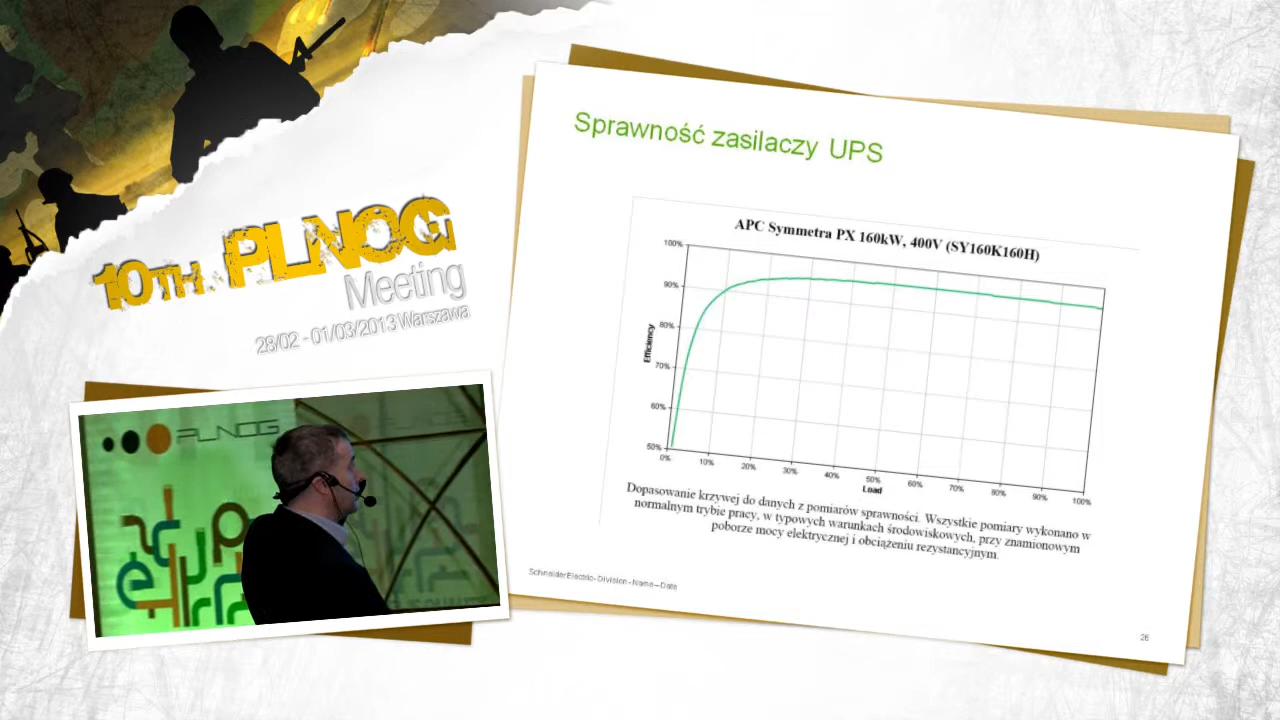 10TH PLNOG
Meeting
28/02 - 01/03/2013 Warszawa
PLNOG
Sprawność zasilaczy UPS
APC Symmetra PX 160kW, 400V (SY160K160H)
100%
90%
80%
70%
60%
50%
Efficiency
0%
10%
20%
30%
40%
50%
60%
70%
80%
90%
100%
Load
Dopasowanie krzywej do danych z pomiarów sprawności. Wszystkie pomiary wykonano w
normalnym trybie pracy, w typowych warunkach środowiskowych, przy znamionowym
poborze mocy elektrycznej i obciążeniu rezystancyjnym.
Schneider Electric - Division - Name – Date
26